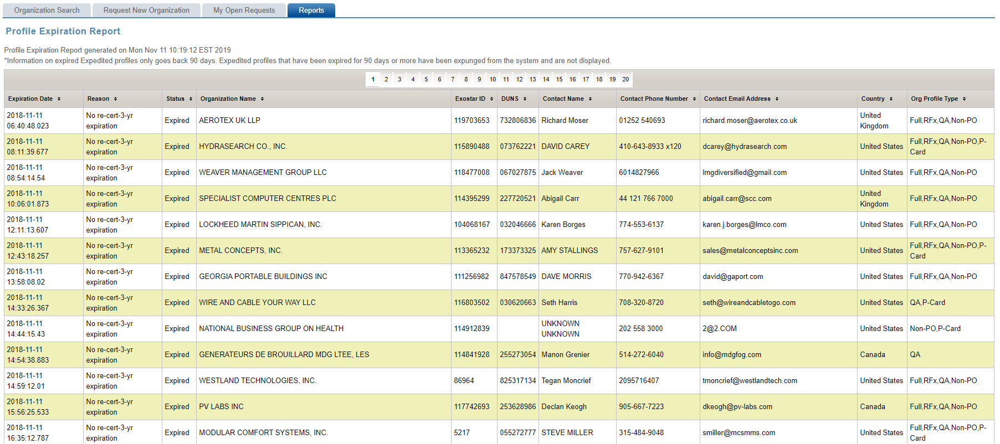 Organization Search Request New Organization My Open Requests Reports
Profile Expiration Report
Profile Expiration Report generated on Mon Nov 11 10:19:12 EST 2019
*Information on expired Expedited profiles only goes back 90 days. Expedited profiles that have been expired for 90 days or more have been expunged from the system and are not displayed.
1 2 3 4 5 6 7 8 9 10 11 12 13 14 15 16 17 18 19 20
Expiration Date Reason Status Organization Name Exostar ID DUNS Contact Name Contact Phone Number Contact Email Address Country Org Profile Type
2018-11-11 No re-cert-3-yr United
Expired AEROTEX UK LLP 119703653 732806836 Richard Moser 01252 540693 richard.moser@aerotex.co.uk Full,RFx,QA,Non-PO
06:40:48.023 expiration Kingdom
2018-11-11 No re-cert-3-yr Full,RFx,QA,Non-PO,P-
Expired HYDRASEARCH CO., INC. 115890488 073762221 DAVID CAREY 410-643-8933 x120 dcarey@hydrasearch.com United States
08:11:39.677 expiration Card
2018-11-11 No re-cert-3-yr
Expired WEAVER MANAGEMENT GROUP LLC 118477008 067027875 Jack Weaver 6014827966 lmgdiversified@gmail.com United States Full,RFx,QA,Non-PO
08:54:14.54 expiration
2018-11-11 No re-cert-3-yr United
Expired SPECIALIST COMPUTER CENTRES PLC 114395299 227720521 Abigail Carr 44 121 766 7000 abigail.carr@scc.com Full,RFx,QA,Non-PO
10:06:01.873 expiration Kingdom
2018-11-11 No re-cert-3-yr
Expired LOCKHEED MARTIN SIPPICAN, INC. 104068167 032046666 Karen Borges 774-553-6137 karen.j.borges@lmco.com United States Full,RFx,QA,Non-PO
12:11:13.607 expiration
2018-11-11 No re-cert-3-yr Full,RFx,QA,Non-PO,P-
Expired METAL CONCEPTS, INC. 113365232 173373325 AMY STALLINGS 757-627-9101 sales@metalconceptsinc.com United States
12:43:18.257 expiration Card
2018-11-11 No re-cert-3-yr
Expired GEORGIA PORTABLE BUILDINGS INC 111256982 847578549 DAVE MORRIS 770-942-6367 david@gaport.com United States Full,RFx,QA,Non-PO
13:58:08.02 expiration
2018-11-11 No re-cert-3-yr
Expired WIRE AND CABLE YOUR WAY LLC 116803502 030620663 Seth Harris 708-320-8720 seth@wireandcabletogo.com United States QA,P-Card
14:33:26.367 expiration
2018-11-11 No re-cert-3-yr UNKNOWN
Expired NATIONAL BUSINESS GROUP ON HEALTH 114912839 202 558 3000 2@2.COM United States Non-PO,P-Card
14:44:15.43 expiration UNKNOWN
2018-11-11 No re-cert-3-yr
Expired GENERATEURS DE BROUILLARD MDG LTEE, LES 114841928 255273054 Manon Grenier 514-272-6040 info@mdgfog.com Canada QA
14:54:38.883 expiration
2018-11-11 No re-cert-3-yr
Expired WESTLAND TECHNOLOGIES, INC. 86964 825317134 Tegan Moncrief 2095716407 tmoncrief@westlandtech.com United States Full,RFx,QA,Non-PO
14:59:12.01 expiration
2018-11-11 No re-cert-3-yr
Expired PV LABS INC 117742693 253628986 Declan Keogh 905-667-7223 dkeogh@pv-labs.com Canada Full,RFx,QA,Non-PO
15:56:25.533 expiration
2018-11-11 No re-cert-3-yr Full,RFx,QA,Non-PO,P-
Expired MODULAR COMFORT SYSTEMS, INC. 5217 055272777 STEVE MILLER 315-484-9048 smiller@mcsmms.com United States
16:35:12.787 expiration Card